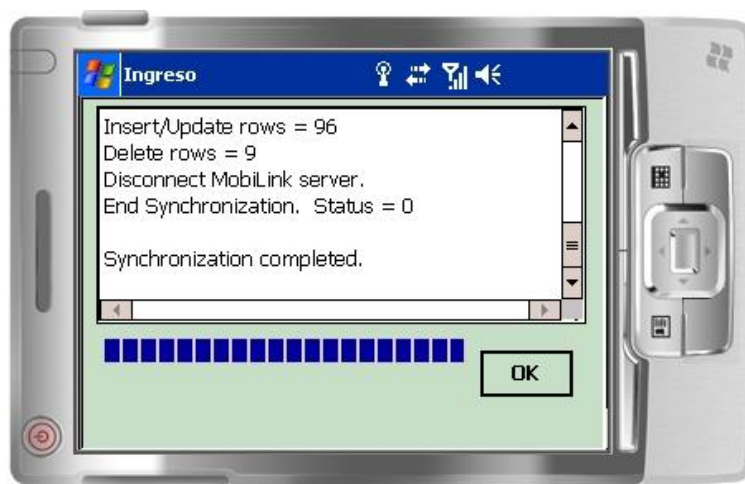 Ingreso
Insert/Update rows = 96
Delete rows = 9
Disconnect MobiLink server.
End Synchronization.  Status = 0
Synchronization completed.
OK